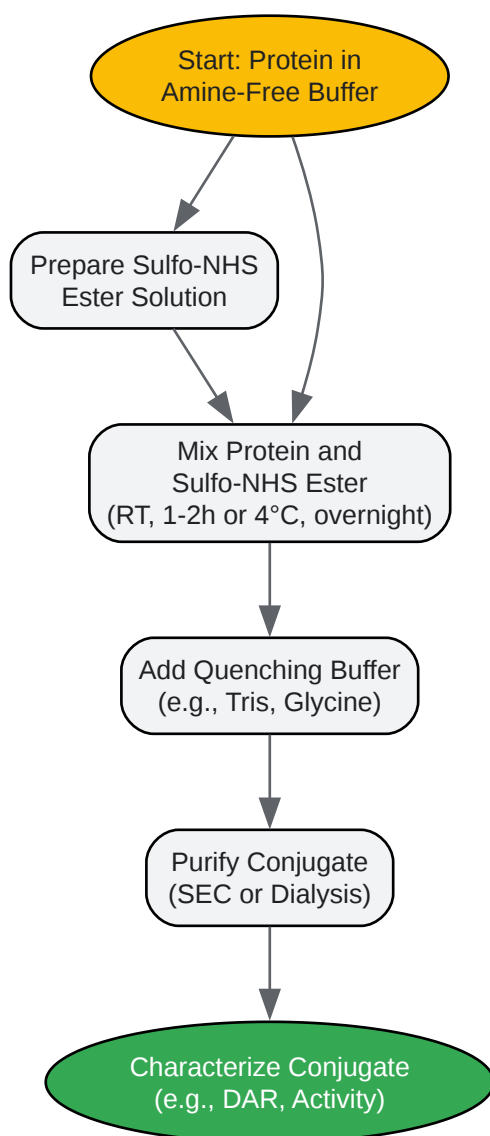 Start: Protein in
Amine-Free Buffer
Prepare Sulfo-NHS
Ester Solution
Mix Protein and
Sulfo-NHS Ester
(RT, 1-2h or 4°C, overnight)
Add Quenching Buffer
(e.g., Tris, Glycine)
Purify Conjugate
(SEC or Dialysis)
Characterize Conjugate
(e.g., DAR, Activity)